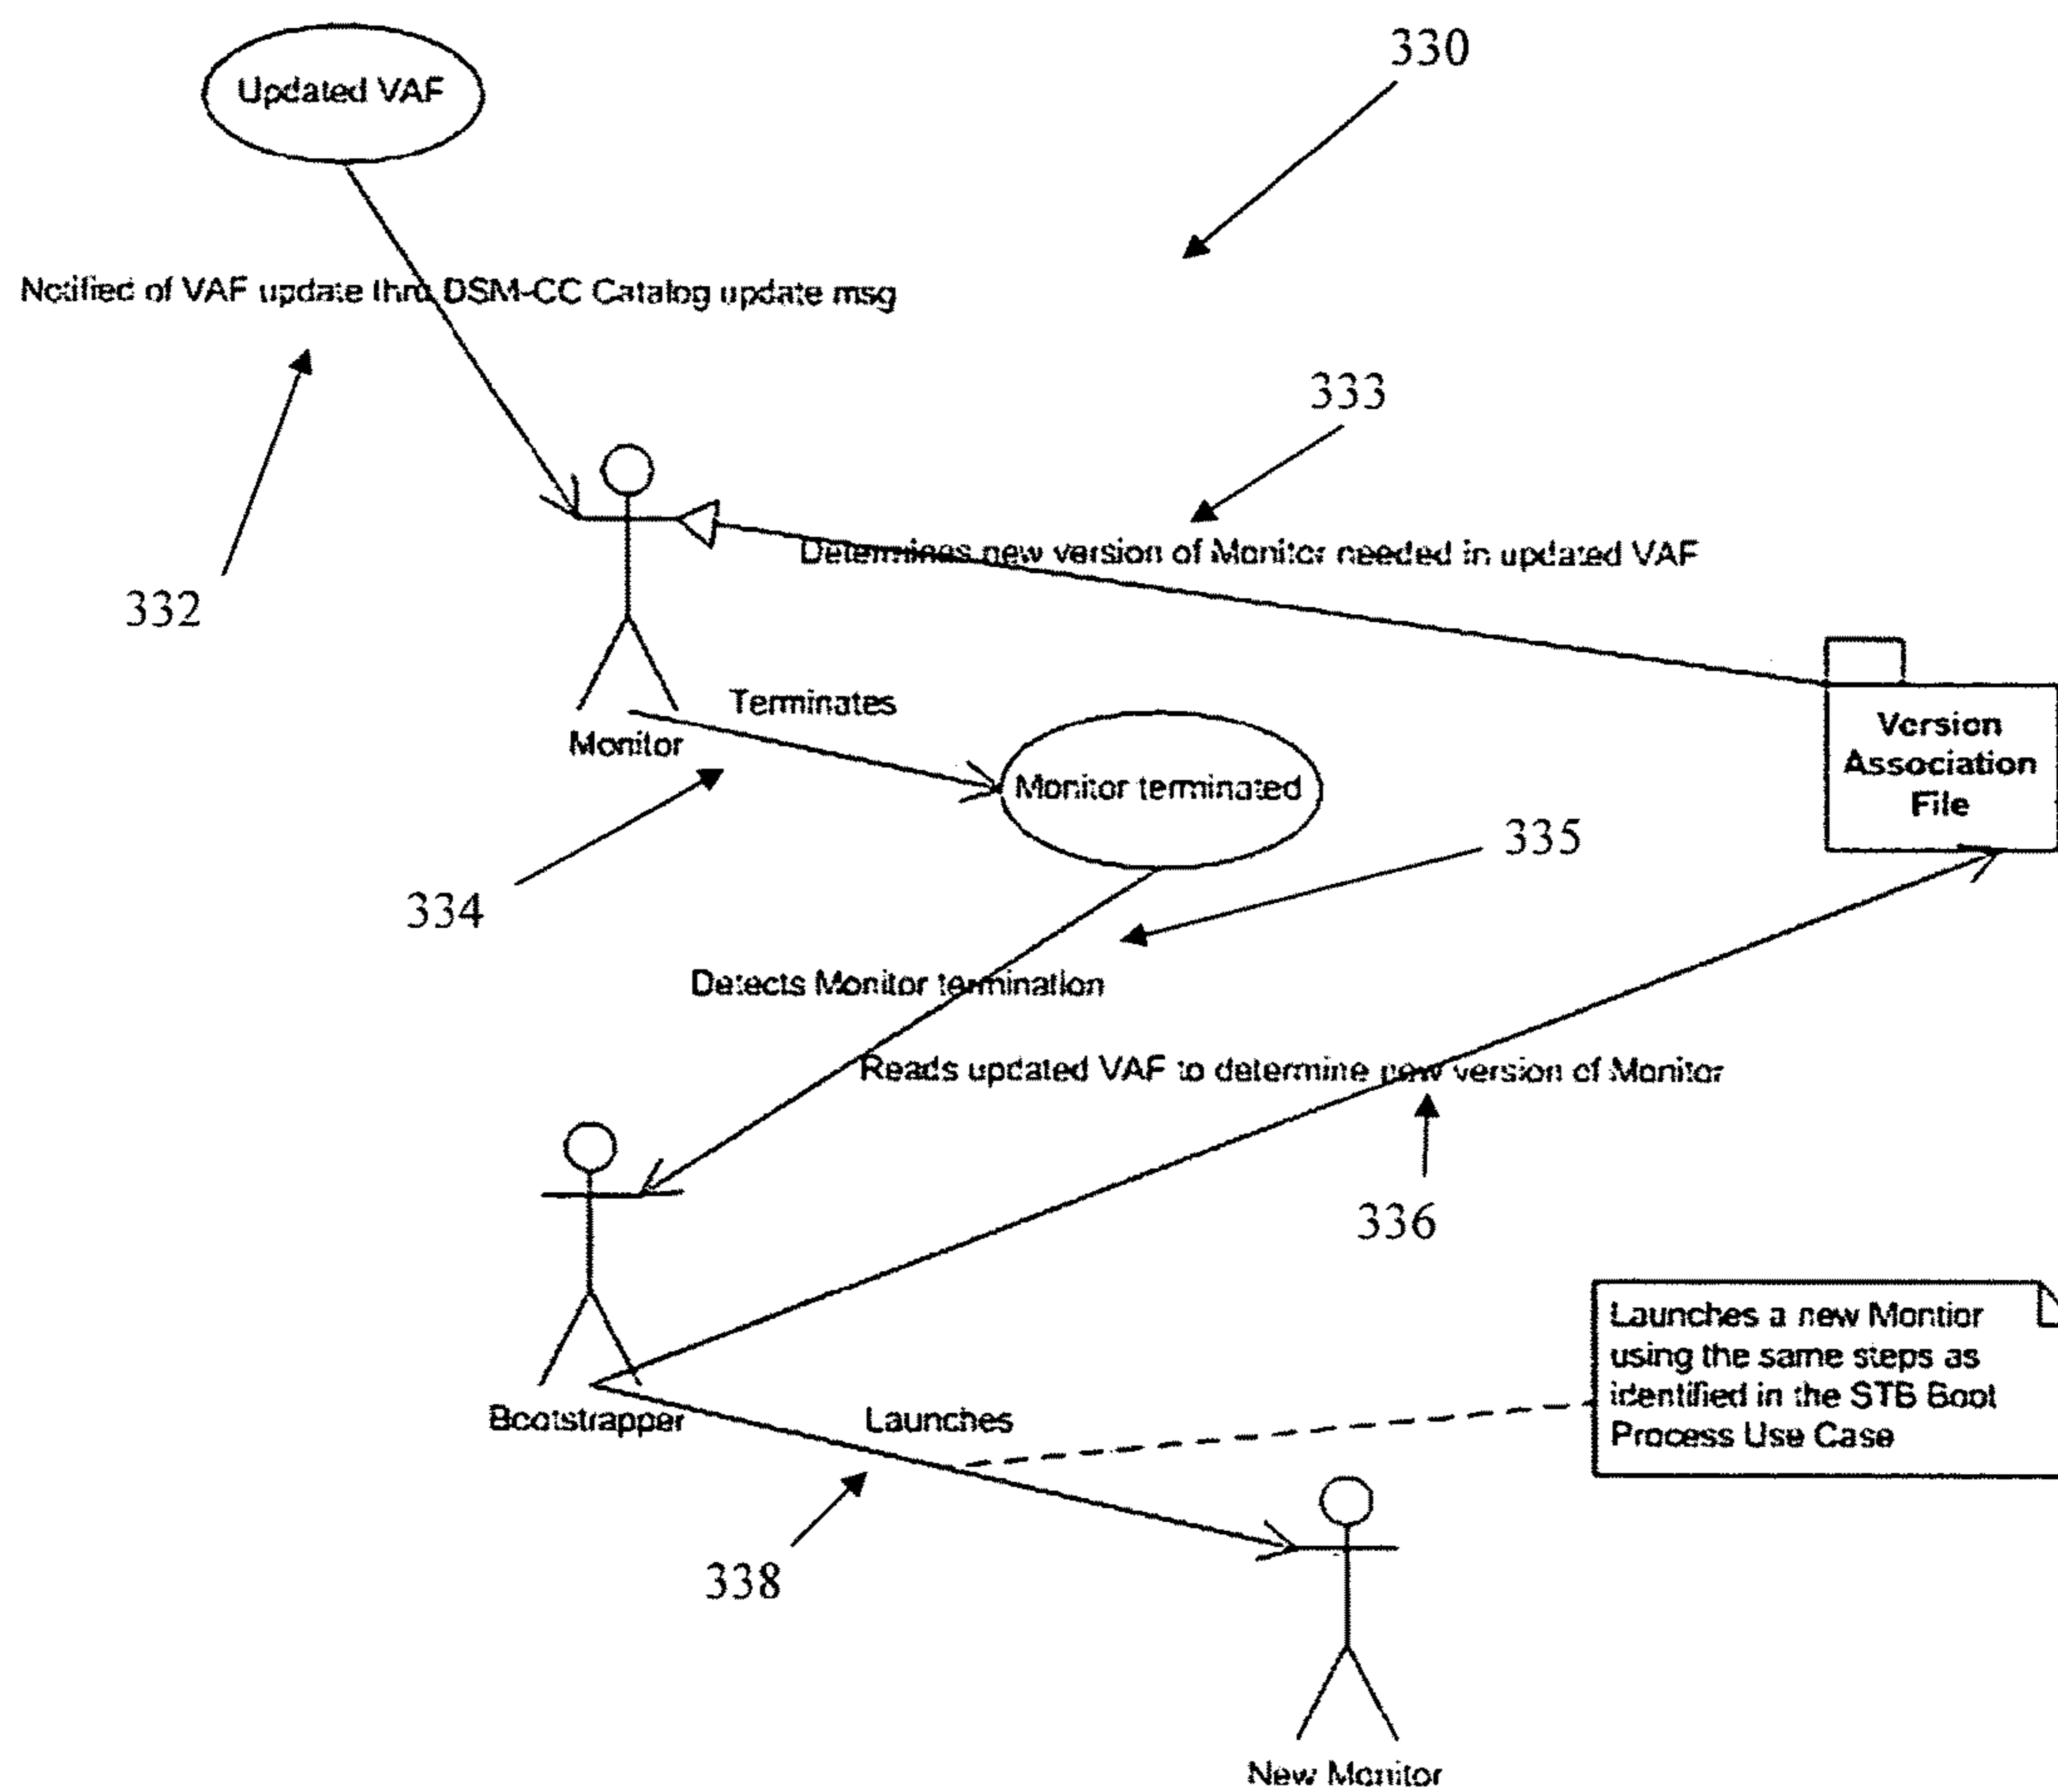 330
Updated VAF
Notified of VAF update thru DSM-CC Catalog update msg
333
Determines new version of Monitor needed in updated VAF
332
Terminates
Monitor
Monitor terminated
Version
Association
File
335
334
Detects Monitor termination
Reads updated VAF to determine new version of Monitor
336
Launches a new Montior
using the same steps as
identified in the STB Boot
Process Use Case
Bootstrapper
Launches
338
New Monitor